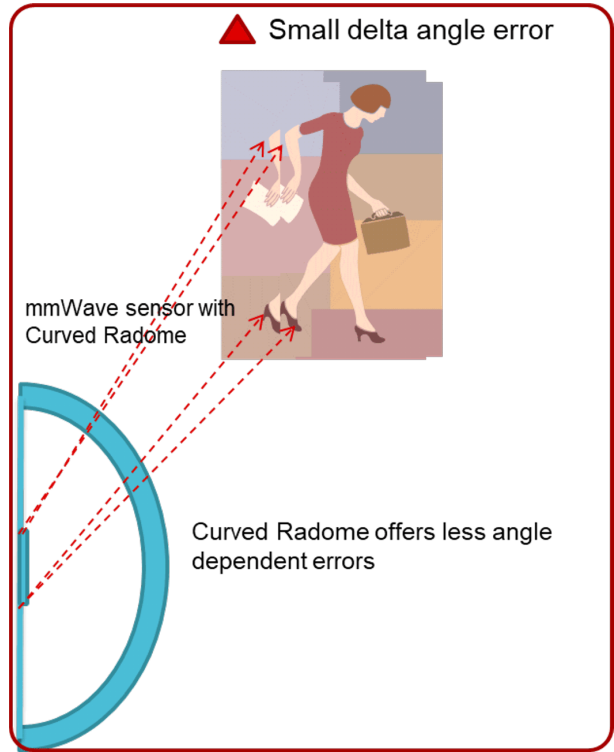 Small delta angle error
mmWave sensor with
Curved Radome
Curved Radome offers less angle
dependent errors